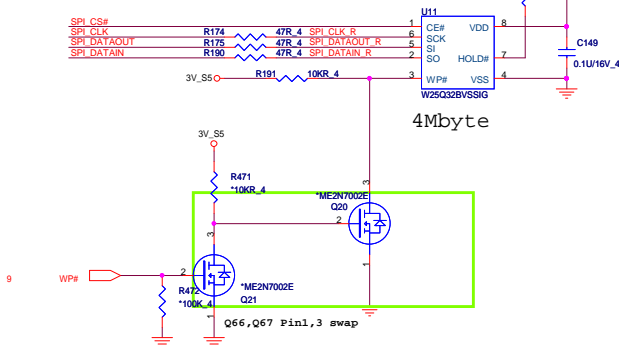 U11
SPI_CS# 1 CE# VDD 8
SPI_CLK R174 47R_4 SPI_CLK_R 6 SCK
SPI_DATAOUT R175 47R_4 SPI_DATAOUT_R 5 SI
SPI_DATAIN R190 47R_4 SPI_DATAIN_R 2 SO HOLD# 7
C149
0.1U/16V_4
3V_S5 R191 10KR_4 3 WP# VSS 4
W25Q32BVSSIG
4Mbyte
3V_S5
R471
*10KR_4
3
*ME2N7002E
Q20
2
3
1
9 WP# 2
R472
*100K_4
*ME2N7002E
Q21
1
Q66,Q67 Pin1,3 swap